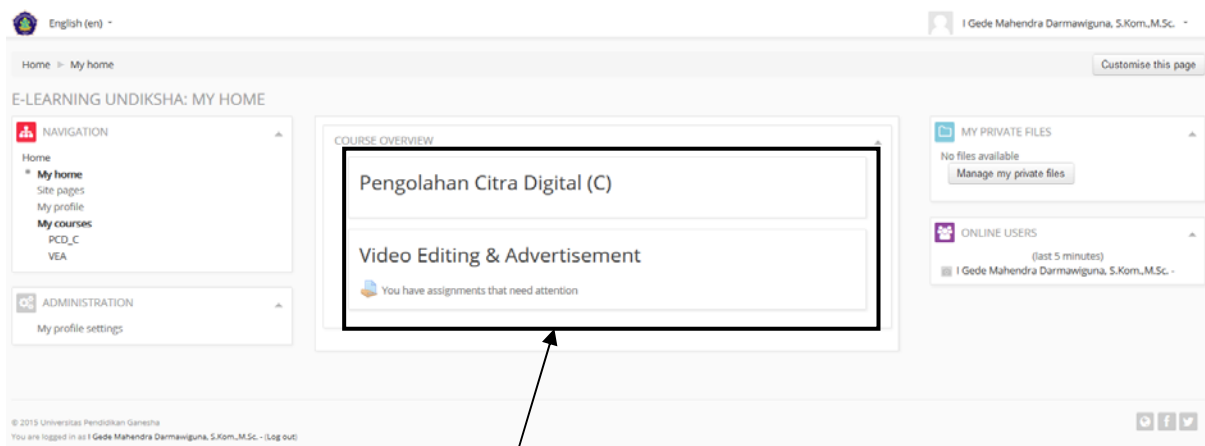 English (en)
I Gede Mahendra Darmawiguna, S.Kom.,M.Sc.
Home ► My home
Customise this page
E-LEARNING UNDIKSHA: MY HOME
NAVIGATION
Home
My home
Site pages
My profile
My courses
PCD_C
VEA
ADMINISTRATION
My profile settings
COURSE OVERVIEW
Pengolahan Citra Digital (C)
Video Editing & Advertisement
You have assignments that need attention
MY PRIVATE FILES
No files available
Manage my private files
ONLINE USERS
(last 5 minutes)
I Gede Mahendra Darmawiguna, S.Kom.,M.Sc. -
© 2015 Universitas Pendidikan Ganesha
You are logged in as I Gede Mahendra Darmawiguna, S.Kom.,M.Sc. - (Log out)